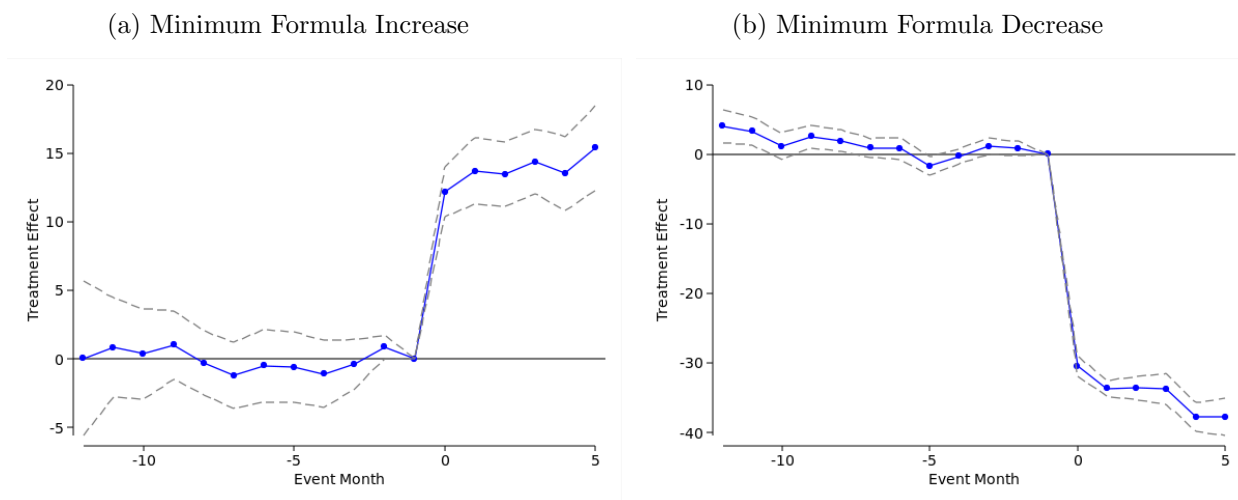 (a) Minimum Formula Increase
20
15
10
5
0
-5
Treatment Effect
-10 -5 0 5
Event Month
(b) Minimum Formula Decrease
10
0
-10
-20
-30
-40
Treatment Effect
-10 -5 0 5
Event Month